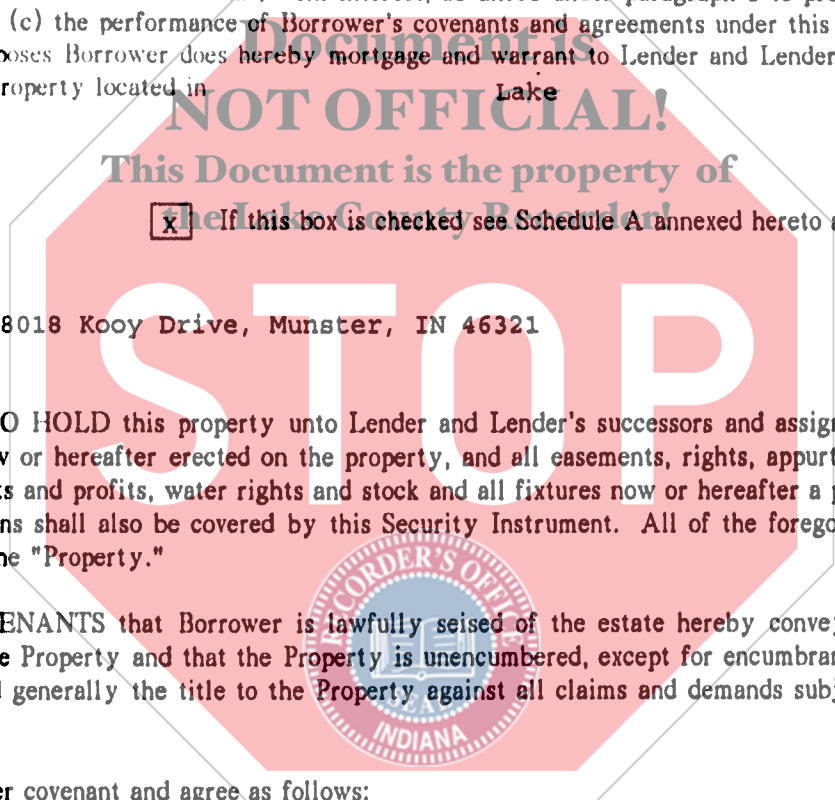 (c) the performance of Borrower's covenants and agreements under this
Document is
oses Borrower does hereby mortgage and warrant to Lender and Lender
roperty located in Lake
NOT OFFICIAL!
This Document is the property of
the Lake County Recorder!
x If this box is checked see Schedule A annexed hereto a
8018 Kooy Drive, Munster, IN 46321
STOP
O HOLD this property unto Lender and Lender's successors and assign
or hereafter erected on the property, and all easements, rights, appurt
s and profits, water rights and stock and all fixtures now or hereafter a
ns shall also be covered by this Security Instrument. All of the forego
he "Property."
RECORDER'S OFFICE
ENANTS that Borrower is lawfully seised of the estate hereby convey
e Property and that the Property is unencumbered, except for encumbran
generally the title to the Property against all claims and demands subj
SEAL
INDIANA
er covenant and agree as follows: